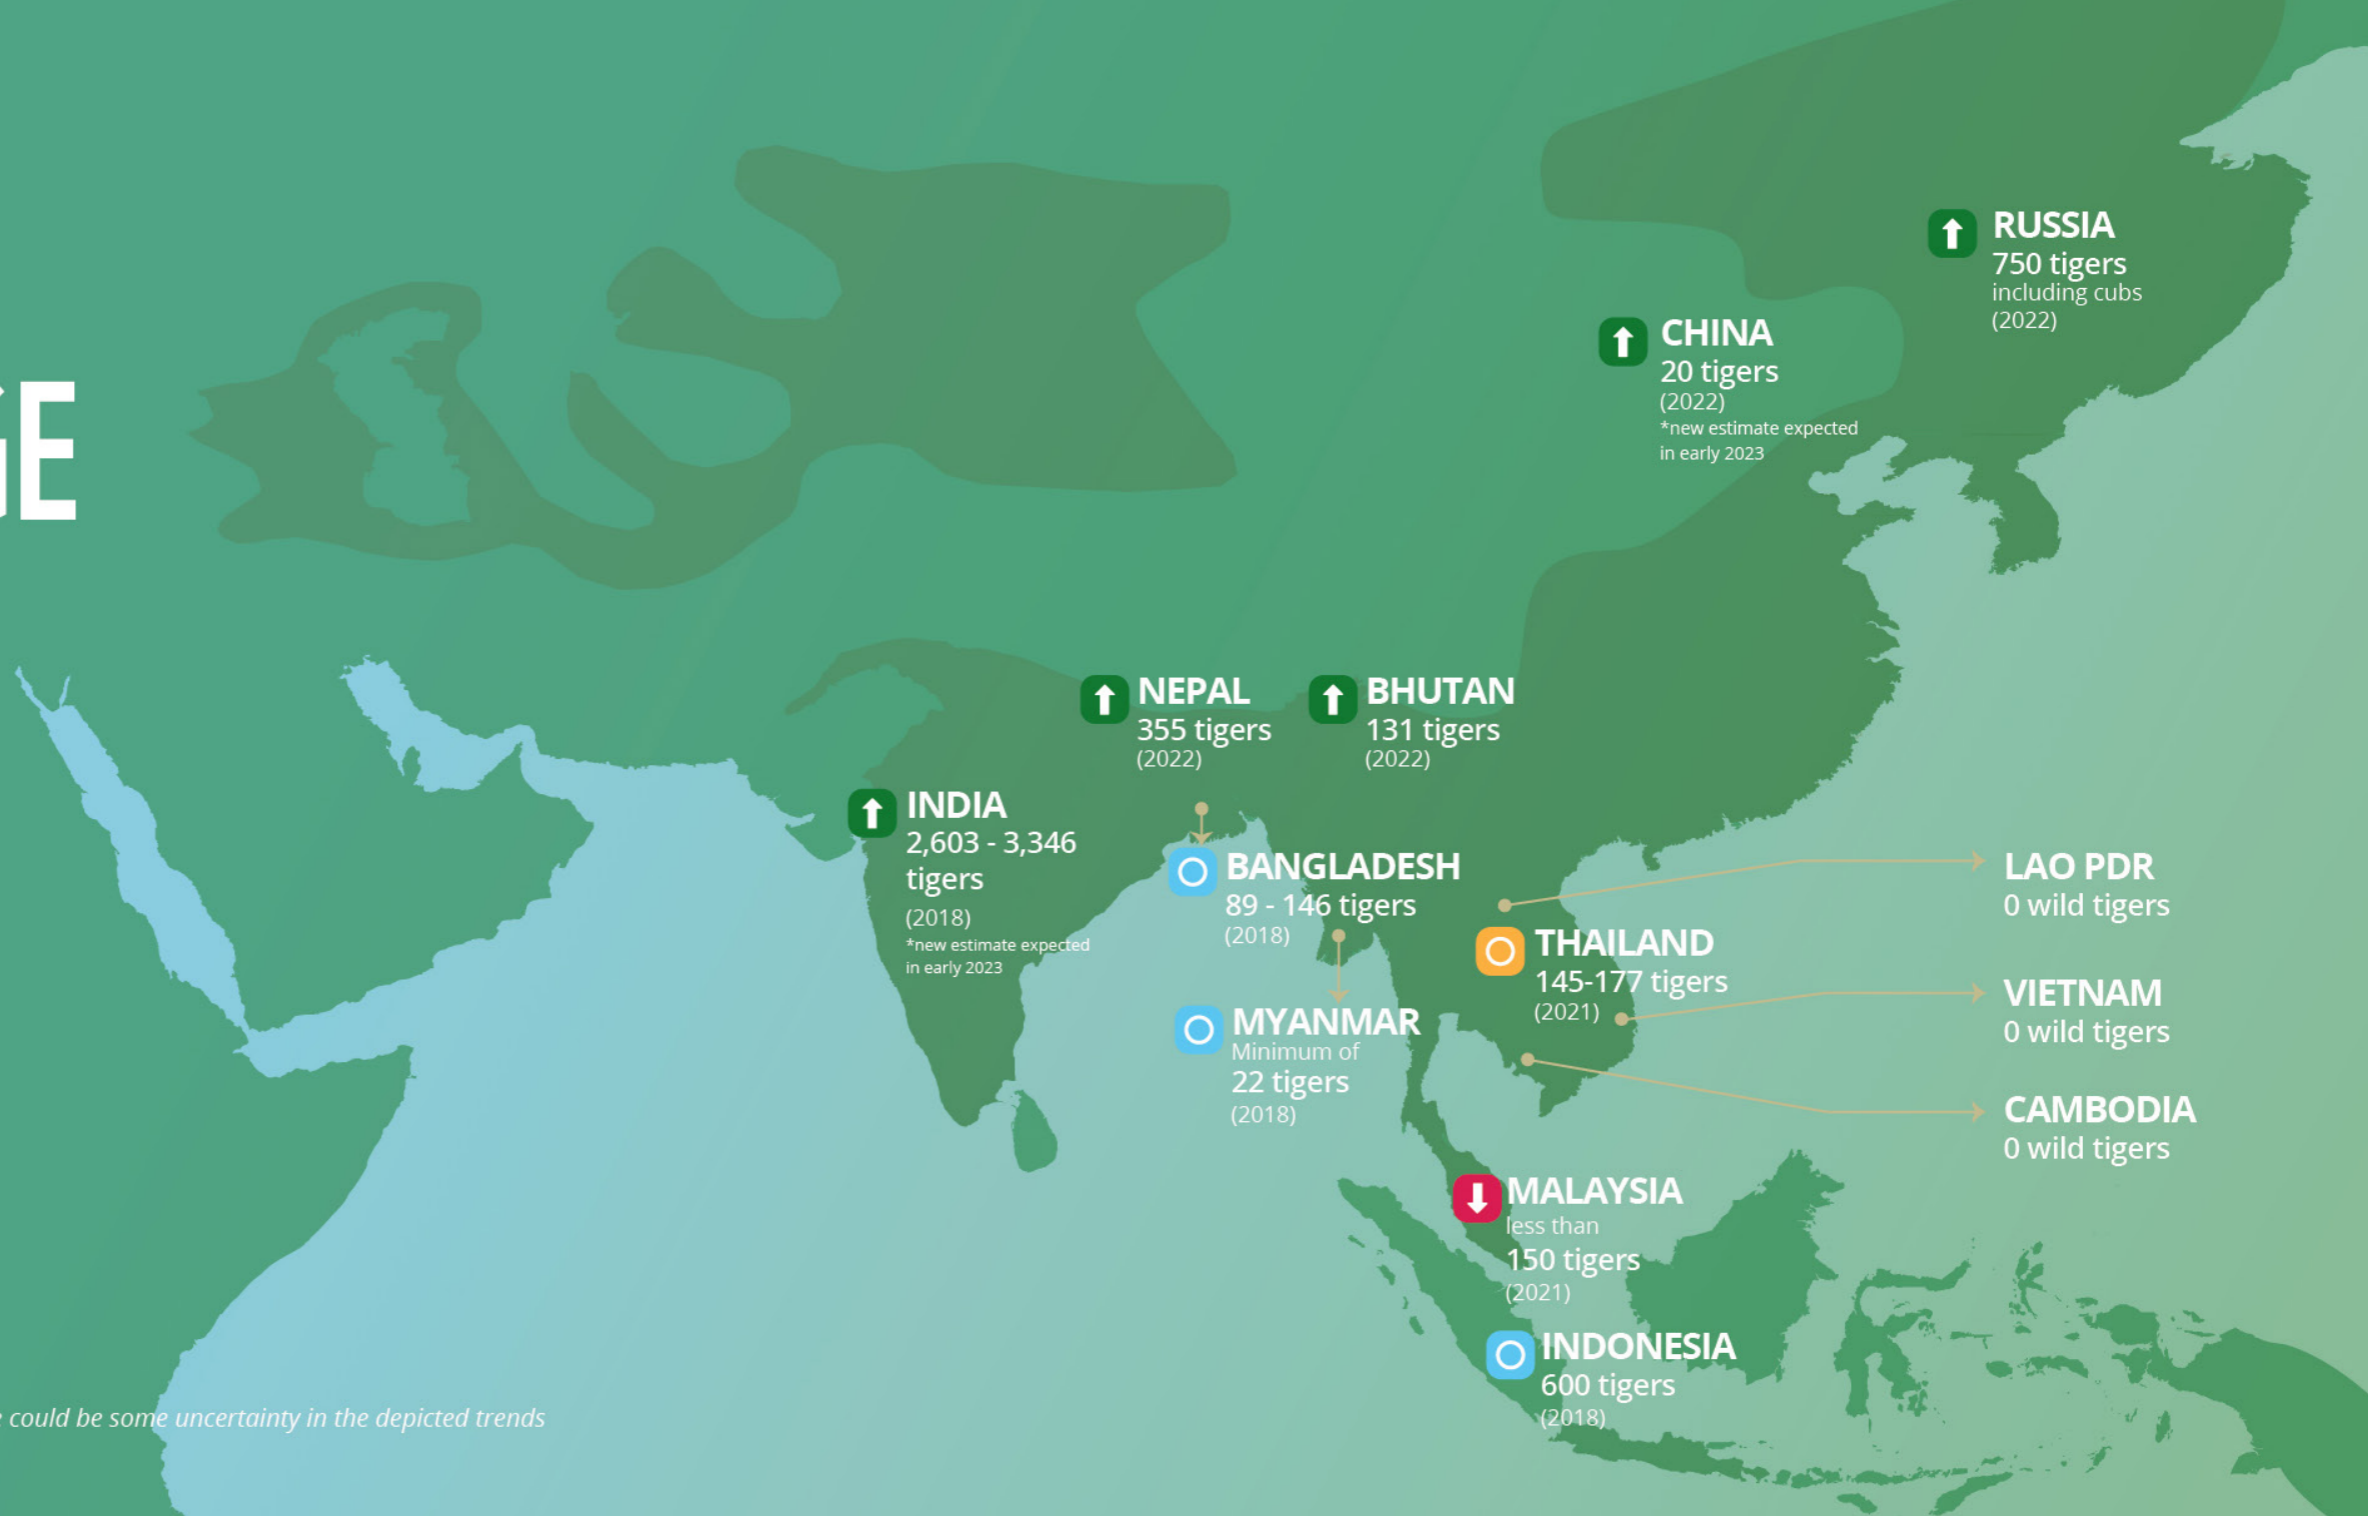 GE
RUSSIA
750 tigers
including cubs
(2022)
CHINA
20 tigers
(2022)
*new estimate expected
in early 2023
NEPAL
355 tigers
(2022)
BHUTAN
131 tigers
(2022)
INDIA
2,603 - 3,346
tigers
(2018)
*new estimate expected
in early 2023
BANGLADESH
89 - 146 tigers
(2018)
LAO PDR
0 wild tigers
THAILAND
145-177 tigers
(2021)
VIETNAM
0 wild tigers
MYANMAR
Minimum of
22 tigers
(2018)
CAMBODIA
0 wild tigers
MALAYSIA
less than
150 tigers
(2021)
INDONESIA
600 tigers
(2018)
could be some uncertainty in the depicted trends